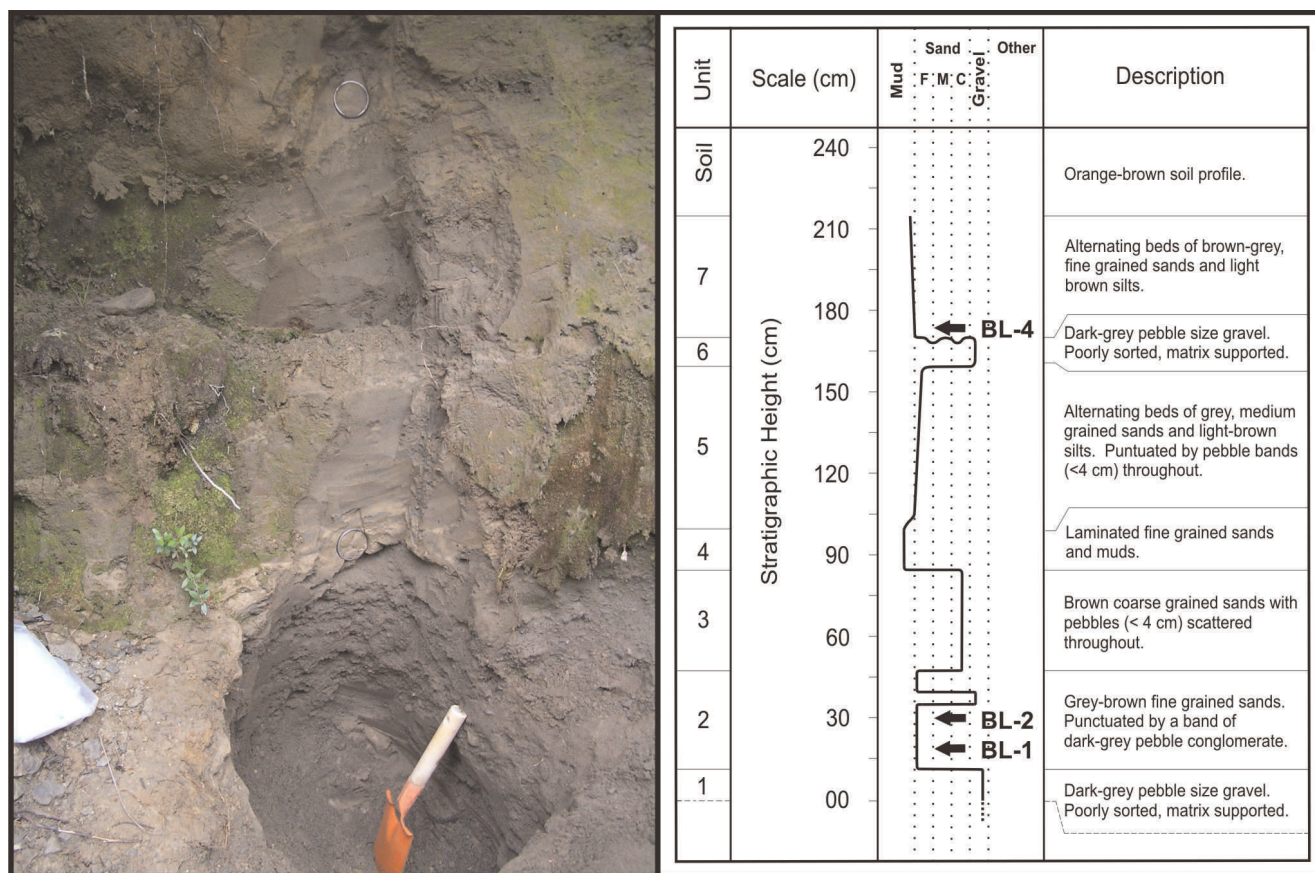 Unit
Scale (cm)
Mud
Sand
F M C
Gravel
Other
Description
Stratigraphic Height (cm)
Soil
240
Orange-brown soil profile.
210
7
180
BL-4
Alternating beds of brown-grey,
fine grained sands and light
brown silts.
6
Dark-grey pebble size gravel.
Poorly sorted, matrix supported.
150
5
120
Alternating beds of grey, medium
grained sands and light-brown
silts. Puntuated by pebble bands
(<4 cm) throughout.
4
90
Laminated fine grained sands
and muds.
3
60
Brown coarse grained sands with
pebbles (< 4 cm) scattered
throughout.
2
30
BL-2
BL-1
Grey-brown fine grained sands.
Punctuated by a band of
dark-grey pebble conglomerate.
1
00
Dark-grey pebble size gravel.
Poorly sorted, matrix supported.